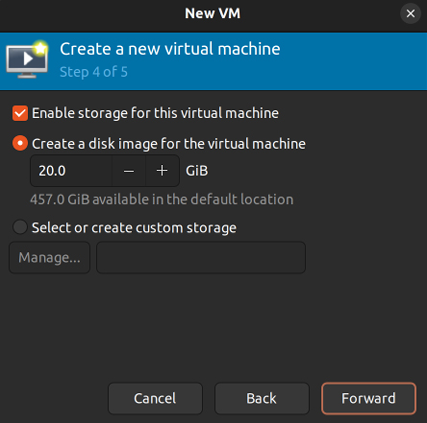 New VM
Create a new virtual machine
Step 4 of 5
Enable storage for this virtual machine
Create a disk image for the virtual machine
20.0 − + GiB
457.0 GiB available in the default location
Select or create custom storage
Manage...
Cancel Back Forward